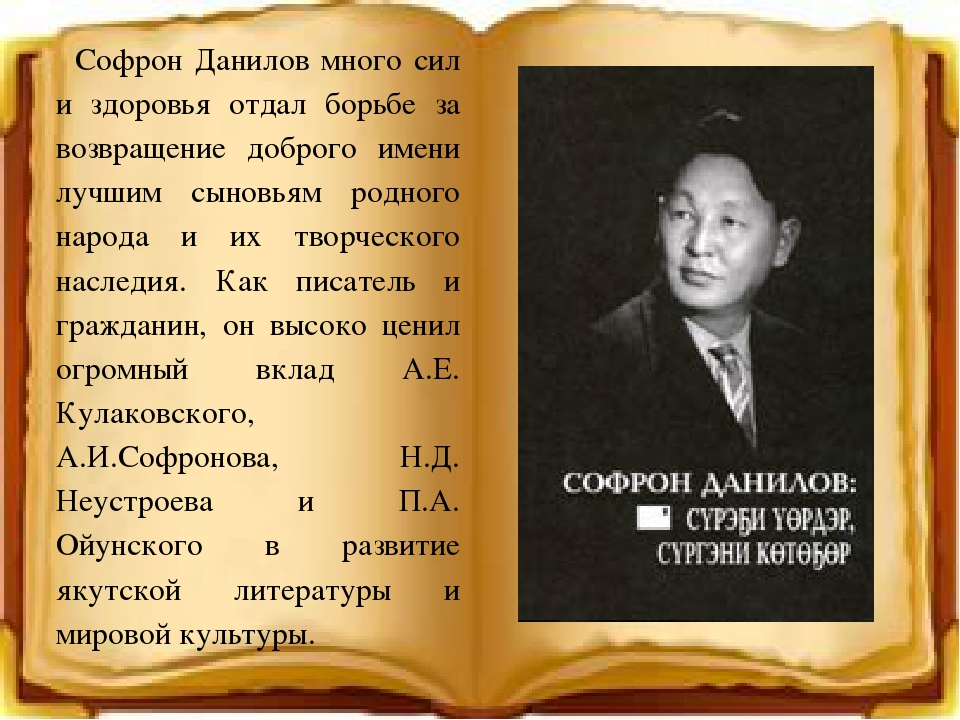 Софрон Данилов много сил
и здоровья отдал борьбе за
возвращение доброго имени
лучшим сыновьям родного
народа и их творческого
наследия. Как писатель и
гражданин, он высоко ценил
огромный вклад А.Е.
Кулаковского,
А.И.Софронова, Н.Д.
Неустроева и П.А.
Ойунского в развитие
якутской литературы и
мировой культуры.
СОФРОН ДАНИЛОВ:
СҮРЭҔИ ҮӨРДЭР,
СҮРГЭНИ КӨТӨҔӨР